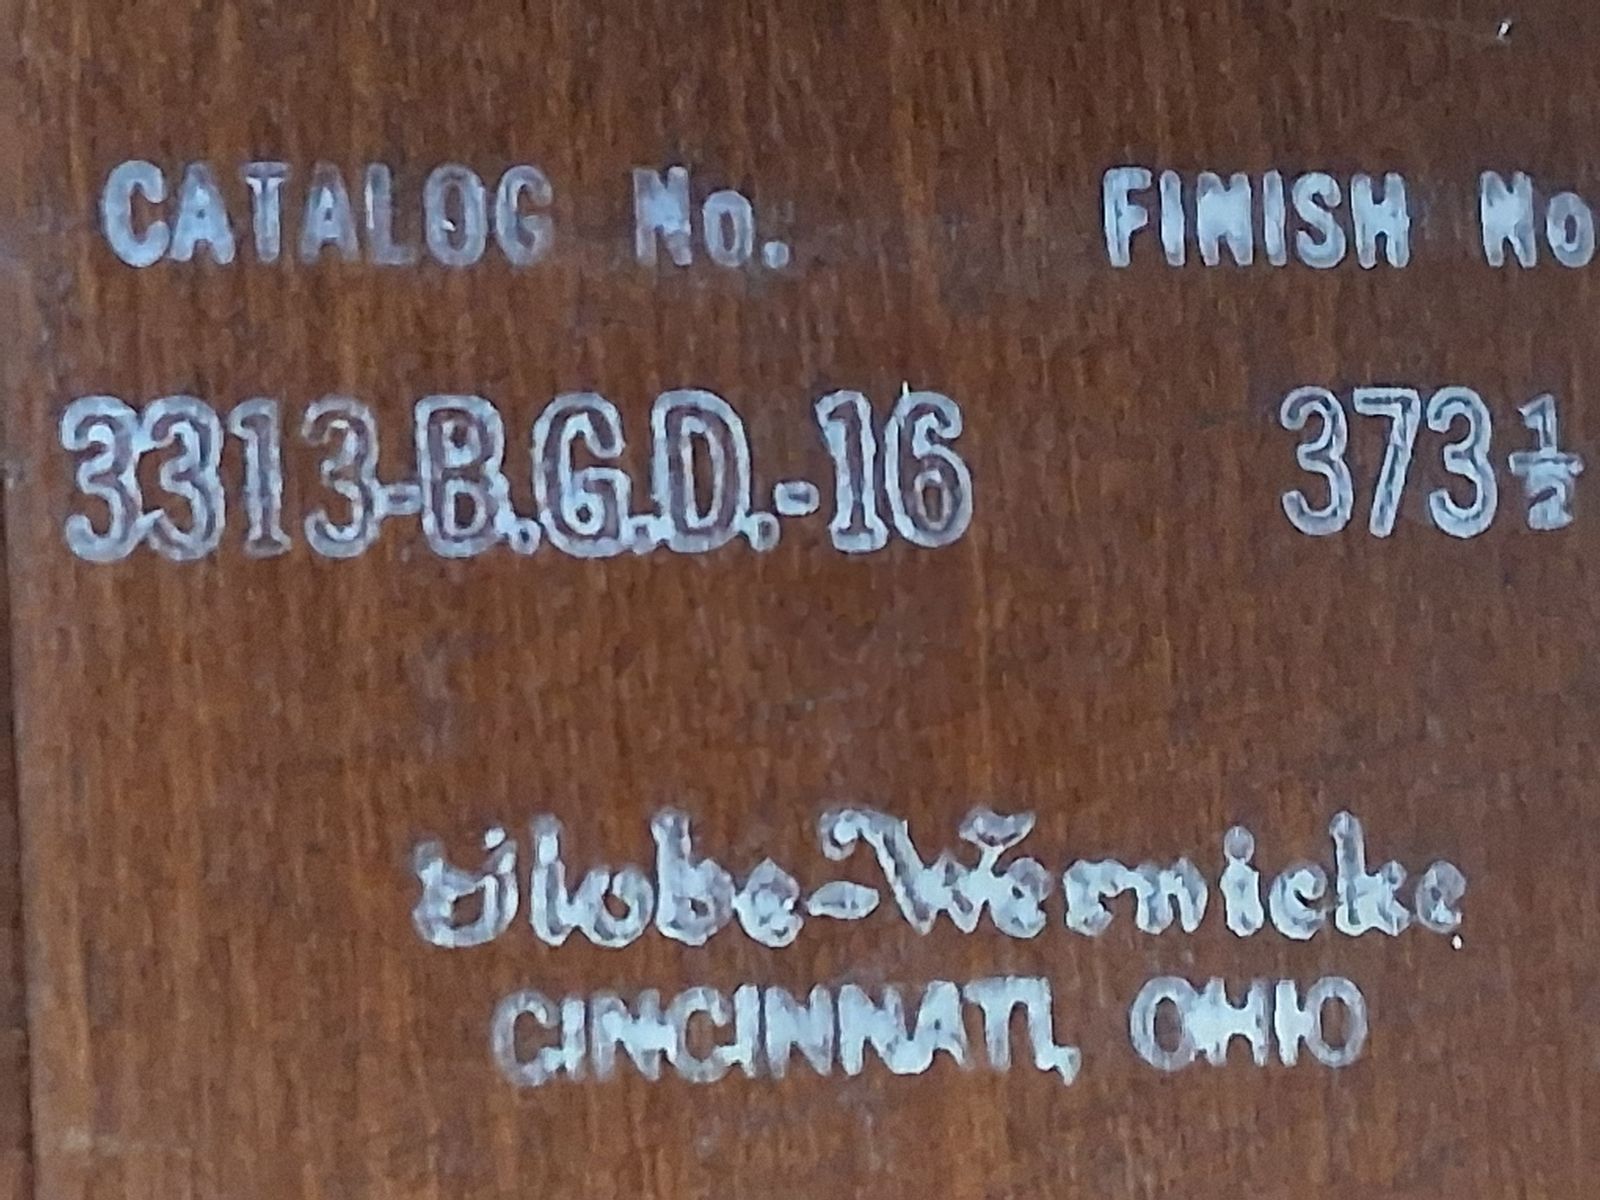 CATALOG No. FINISH No
3313-B.G.D.-16 373½
Globe-Wernicke
CINCINNATI, OHIO